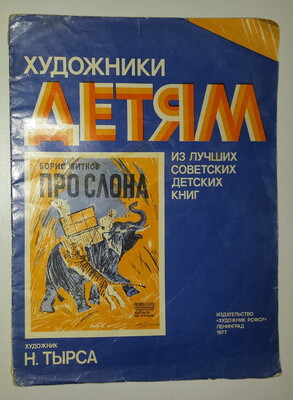 ХУДОЖНИКИ
ДЕТЯМ
ИЗ ЛУЧШИХ
СОВЕТСКИХ
ДЕТСКИХ
КНИГ
БОРИС ЖИТКОВ
ПРО СЛОНА
ИЗДАТЕЛЬСТВО
«ХУДОЖНИК РСФСР»
ЛЕНИНГРАД
1977
ХУДОЖНИК
Н. ТЫРСА